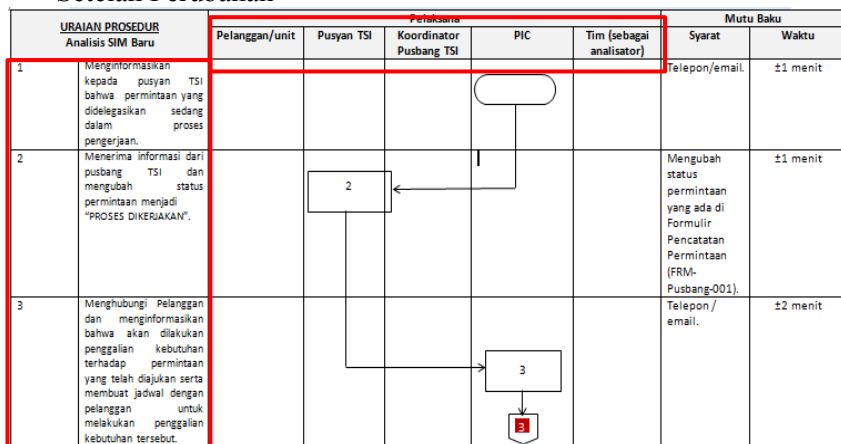 Setelah Perubahan
URAIAN PROSEDUR
Analisis SIM Baru
Pelaksana
Mutu Baku
Pelanggan/unit
Pusyan TSI
Koordinator
Pusbang TSI
PIC
Tim (sebagai
analisator)
Syarat
Waktu
1
Menginformasikan
kepada pusyan TSI
bahwa permintaan yang
didelegasikan sedang
dalam proses
pengerjaan.
Telepon/email.
±1 menit
2
Menerima informasi dari
pusbang TSI dan
mengubah status
permintaan menjadi
"PROSES DIKERJAKAN".
2
Mengubah
status
permintaan
yang ada di
Formulir
Pencatatan
Permintaan
(FRM-
Pusbang-001).
±1 menit
3
Menghubungi Pelanggan
dan menginformasikan
bahwa akan dilakukan
penggalian kebutuhan
terhadap permintaan
yang telah diajukan serta
membuat jadwal dengan
pelanggan untuk
melakukan penggalian
kebutuhan tersebut.
3
3
Telepon /
email.
±2 menit